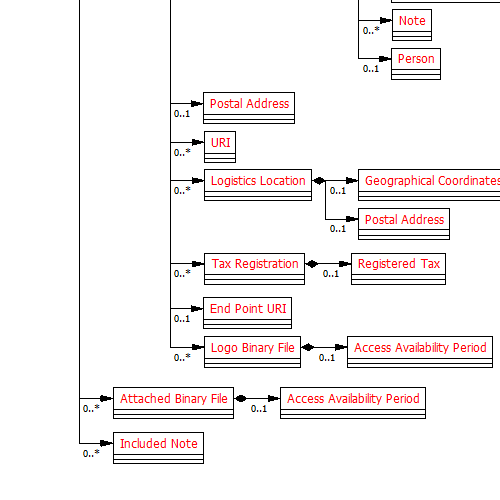 Note
0..*
Person
0..1
Postal Address
0..1
URI
0..*
Logistics Location
0..*
Geographical Coordinates
0..1
Postal Address
0..1
Tax Registration
0..*
Registered Tax
0..1
End Point URI
0..1
Logo Binary File
0..*
Access Availability Period
0..1
Attached Binary File
0..*
Access Availability Period
0..1
Included Note
0..*